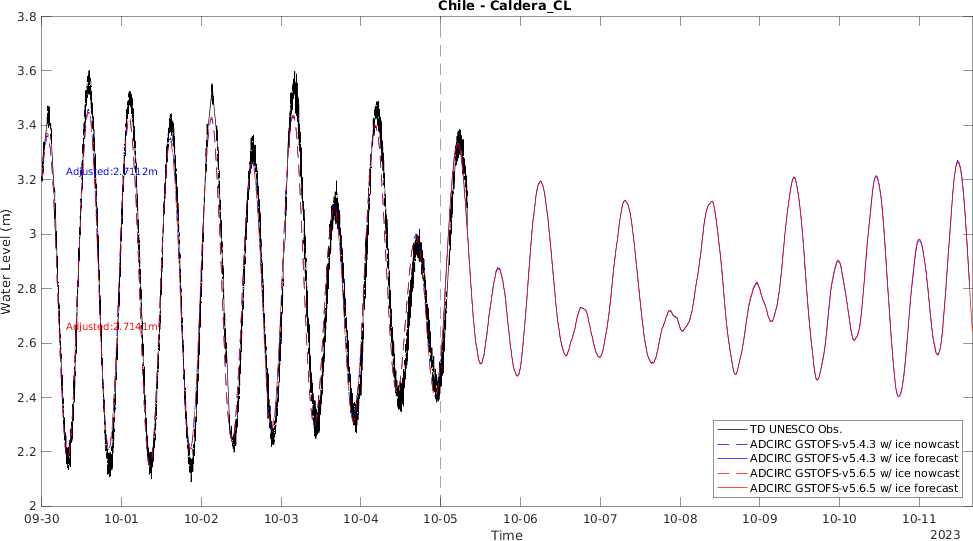 Chile - Caldera_CL
3.8
3.6
3.4
3.2
3
2.8
2.6
2.4
2.2
2
Water Level (m)
Adjusted:2.7112m
Adjusted:2.7141m
TD UNESCO Obs.
ADCIRC GSTOFS-v5.4.3 w/ ice nowcast
ADCIRC GSTOFS-v5.4.3 w/ ice forecast
ADCIRC GSTOFS-v5.6.5 w/ ice nowcast
ADCIRC GSTOFS-v5.6.5 w/ ice forecast
09-30 10-01 10-02 10-03 10-04 10-05 10-06 10-07 10-08 10-09 10-10 10-11
Time
2023